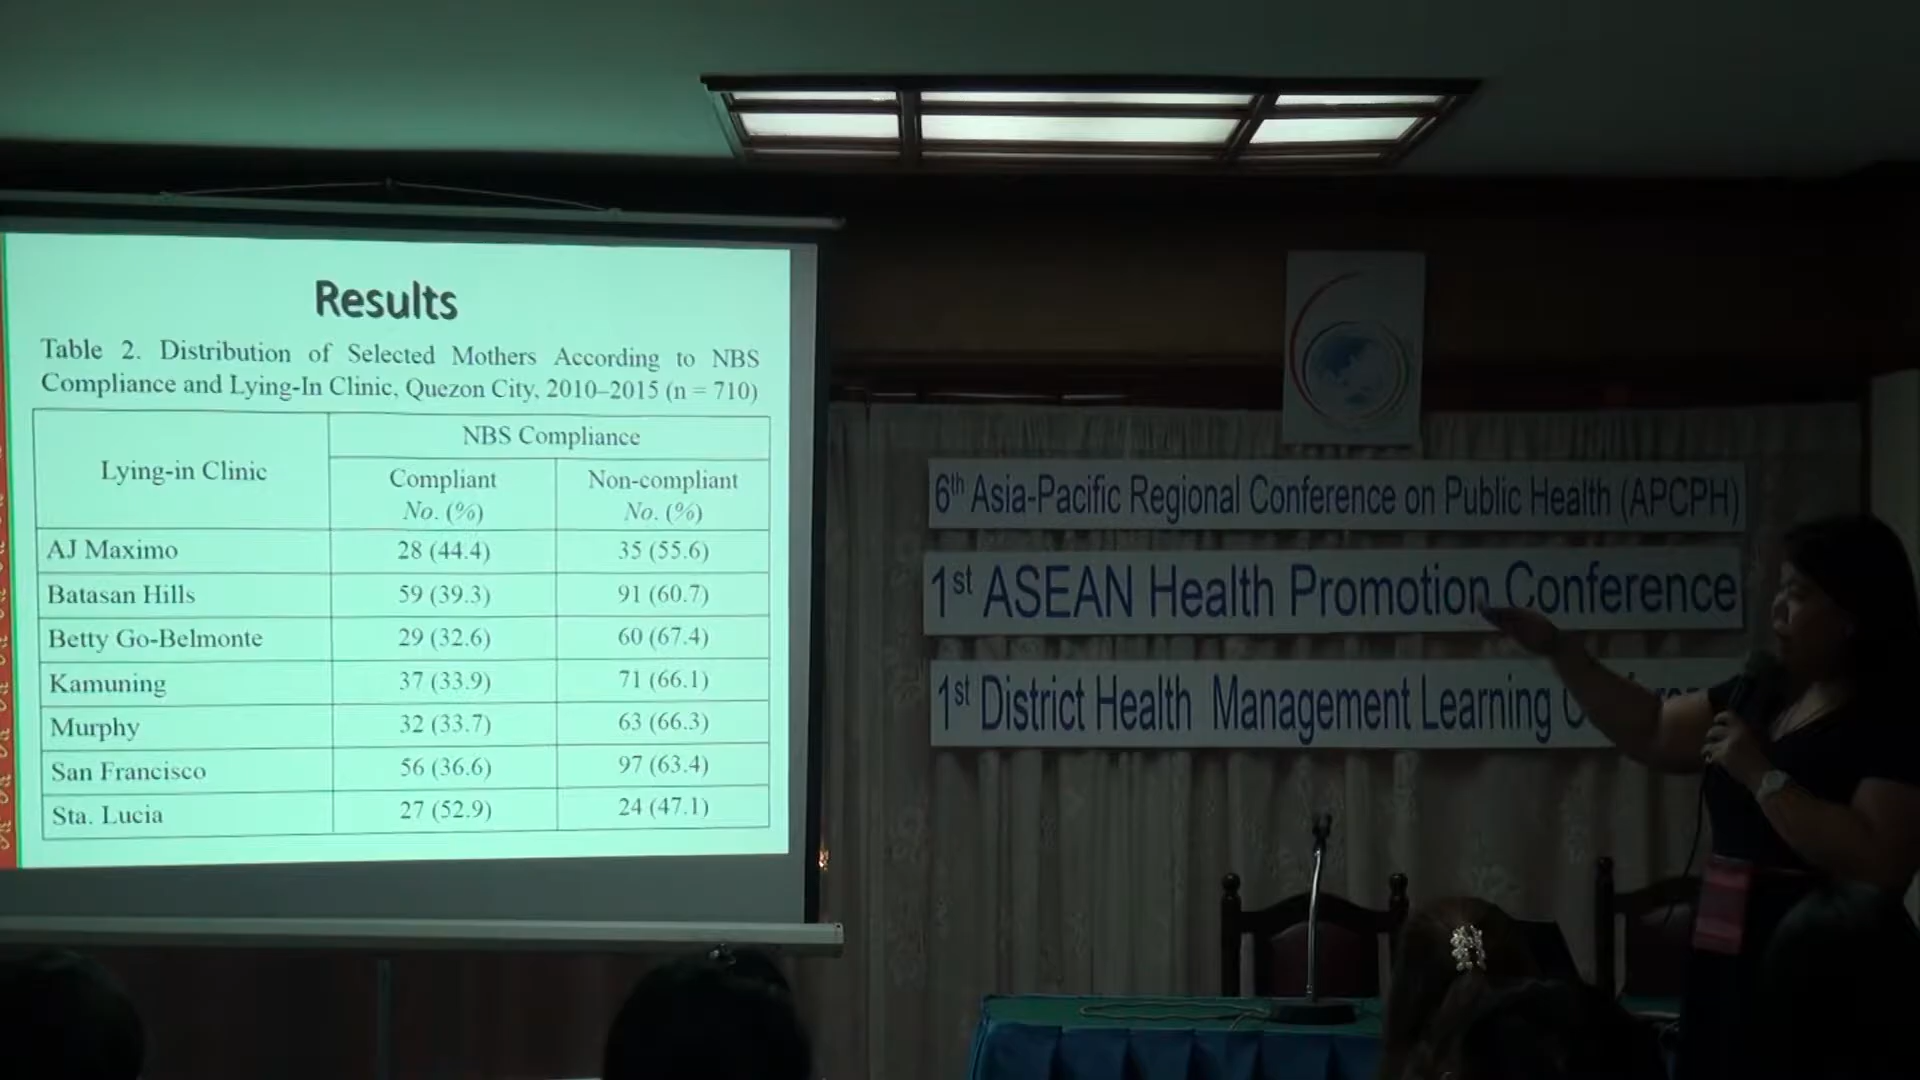 Results
Table 2. Distribution of Selected Mothers According to NBS
Compliance and Lying-In Clinic, Quezon City, 2010–2015 (n = 710)
Lying-in Clinic
NBS Compliance
Compliant
No. (%)
Non-compliant
No. (%)
AJ Maximo 28 (44.4) 35 (55.6)
Batasan Hills 59 (39.3) 91 (60.7)
Betty Go-Belmonte 29 (32.6) 60 (67.4)
Kamuning 37 (33.9) 71 (66.1)
Murphy 32 (33.7) 63 (66.3)
San Francisco 56 (36.6) 97 (63.4)
Sta. Lucia 27 (52.9) 24 (47.1)
6th Asia-Pacific Regional Conference on Public Health (APCPH)
1st ASEAN Health Promotion Conference
1st District Health Management Learning